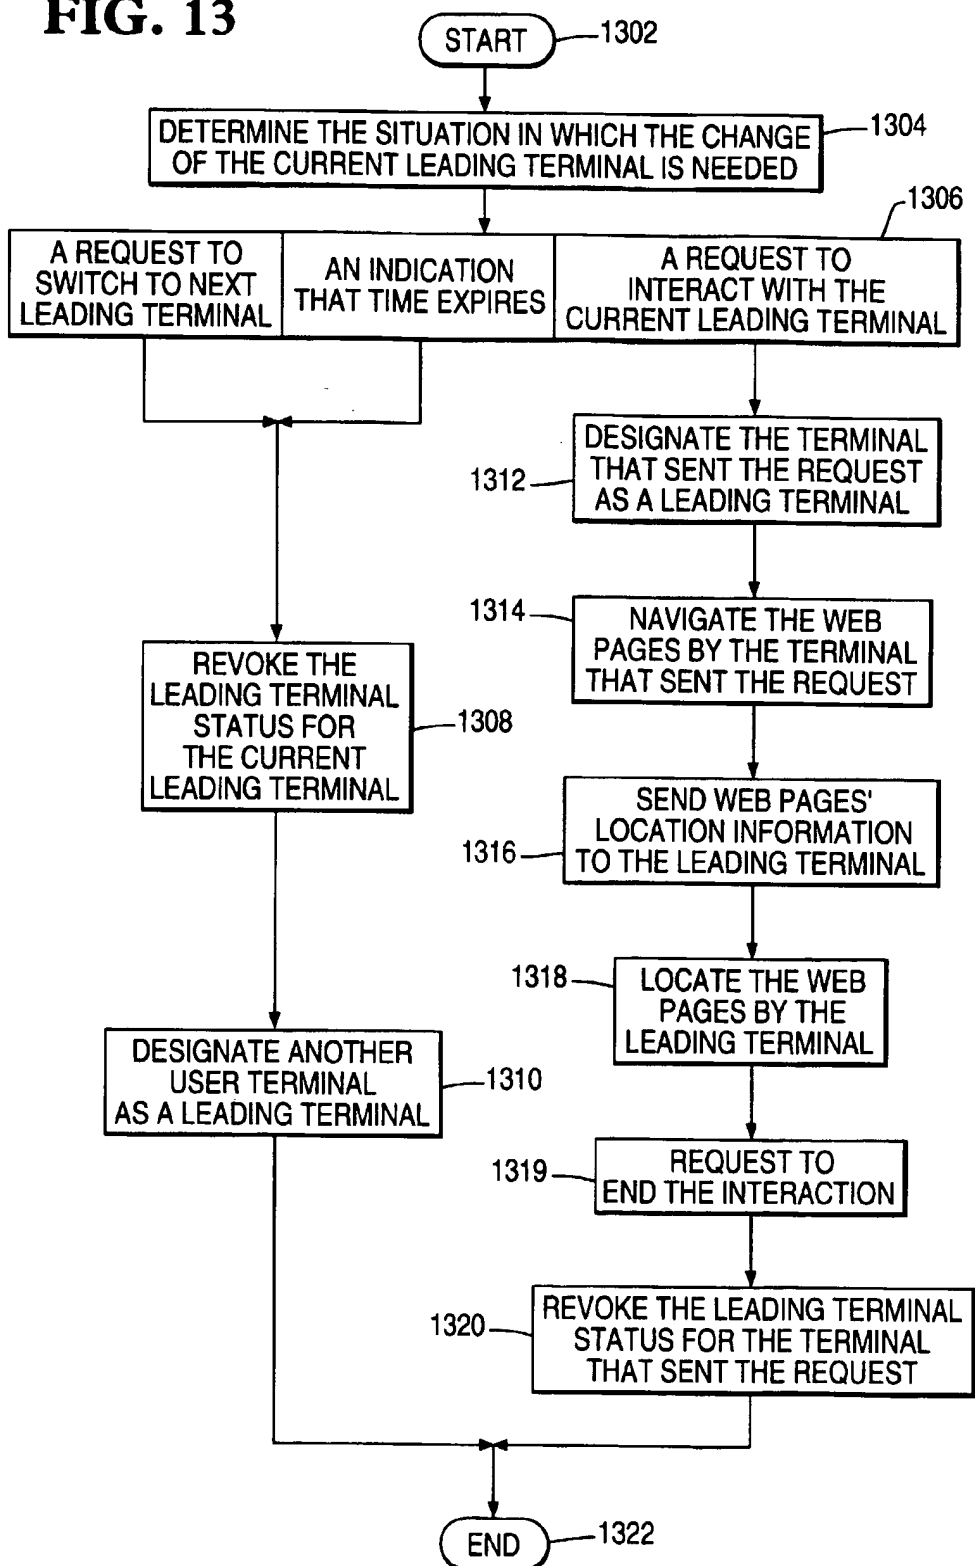 FIG. 13
START
1302
DETERMINE THE SITUATION IN WHICH THE CHANGE
OF THE CURRENT LEADING TERMINAL IS NEEDED
1304
1306
A REQUEST TO
SWITCH TO NEXT
LEADING TERMINAL
AN INDICATION
THAT TIME EXPIRES
A REQUEST TO
INTERACT WITH THE
CURRENT LEADING TERMINAL
1312
DESIGNATE THE TERMINAL
THAT SENT THE REQUEST
AS A LEADING TERMINAL
1314
NAVIGATE THE WEB
PAGES BY THE TERMINAL
THAT SENT THE REQUEST
REVOKE THE
LEADING TERMINAL
STATUS FOR
THE CURRENT
LEADING TERMINAL
1308
1316
SEND WEB PAGES'
LOCATION INFORMATION
TO THE LEADING TERMINAL
1318
LOCATE THE WEB
PAGES BY THE
LEADING TERMINAL
DESIGNATE ANOTHER
USER TERMINAL
AS A LEADING TERMINAL
1310
1319
REQUEST TO
END THE INTERACTION
1320
REVOKE THE LEADING TERMINAL
STATUS FOR THE TERMINAL
THAT SENT THE REQUEST
END
1322